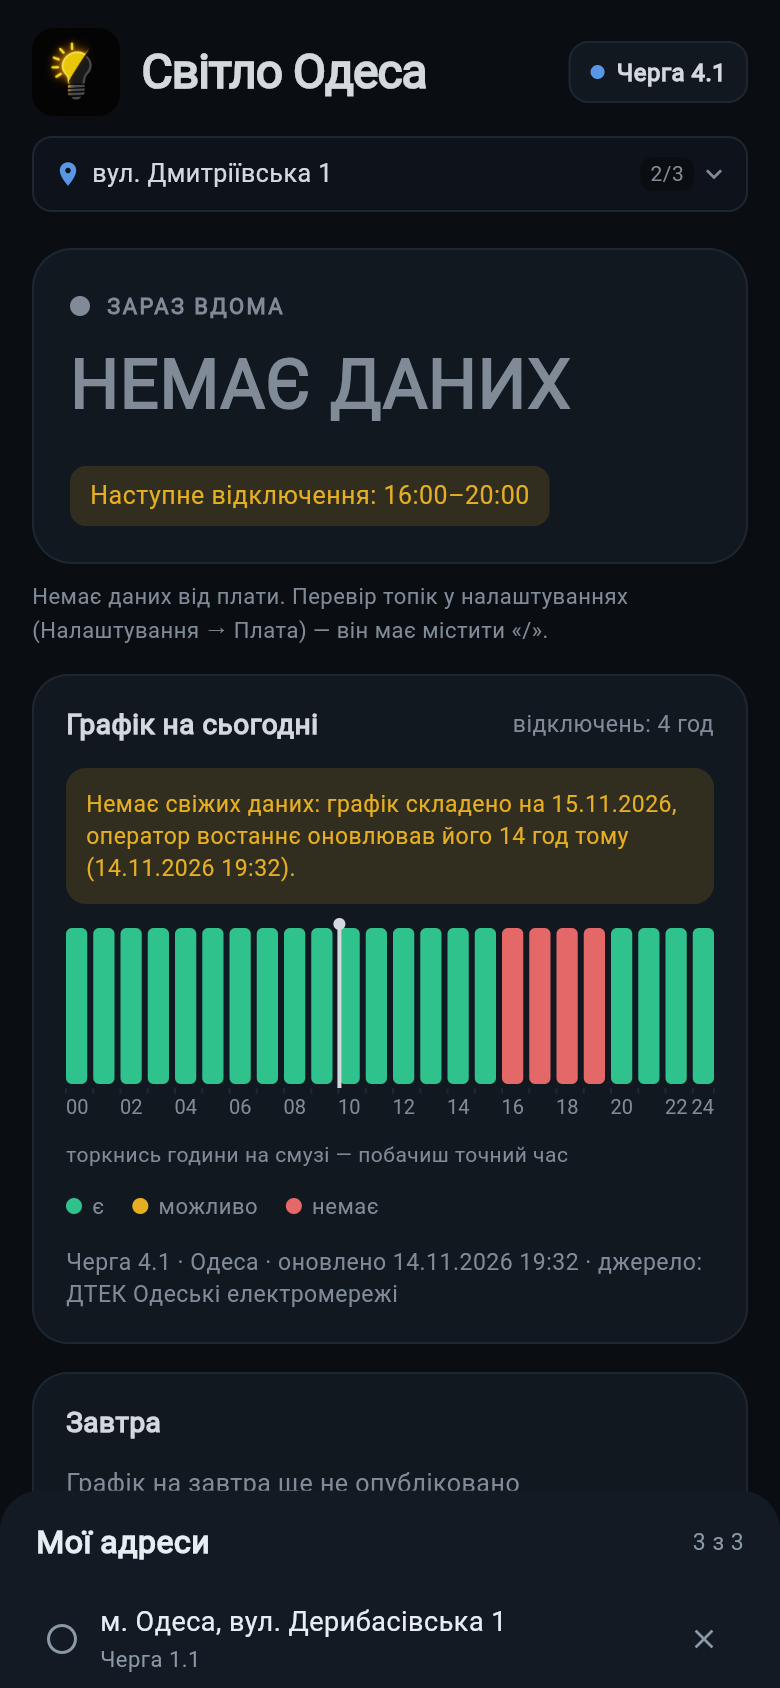 Світло Одеса
Черга 4.1
вул. Дмитріївська 1
2/3
ЗАРАЗ ВДОМА
НЕМАЄ ДАНИХ
Наступне відключення: 16:00–20:00
Немає даних від плати. Перевір топік у налаштуваннях
(Налаштування → Плата) — він має містити «/».
Графік на сьогодні
відключень: 4 год
Немає свіжих даних: графік складено на 15.11.2026,
оператор востаннє оновлював його 14 год тому
(14.11.2026 19:32).
00 02 04 06 08 10 12 14 16 18 20 22 24
торкнись години на смузі — побачиш точний час
є можливо немає
Черга 4.1 · Одеса · оновлено 14.11.2026 19:32 · джерело:
ДТЕК Одеські електромережі
Завтра
Графік на завтра ще не опубліковано
Мої адреси
3 з 3
м. Одеса, вул. Дерибасівська 1
Черга 1.1